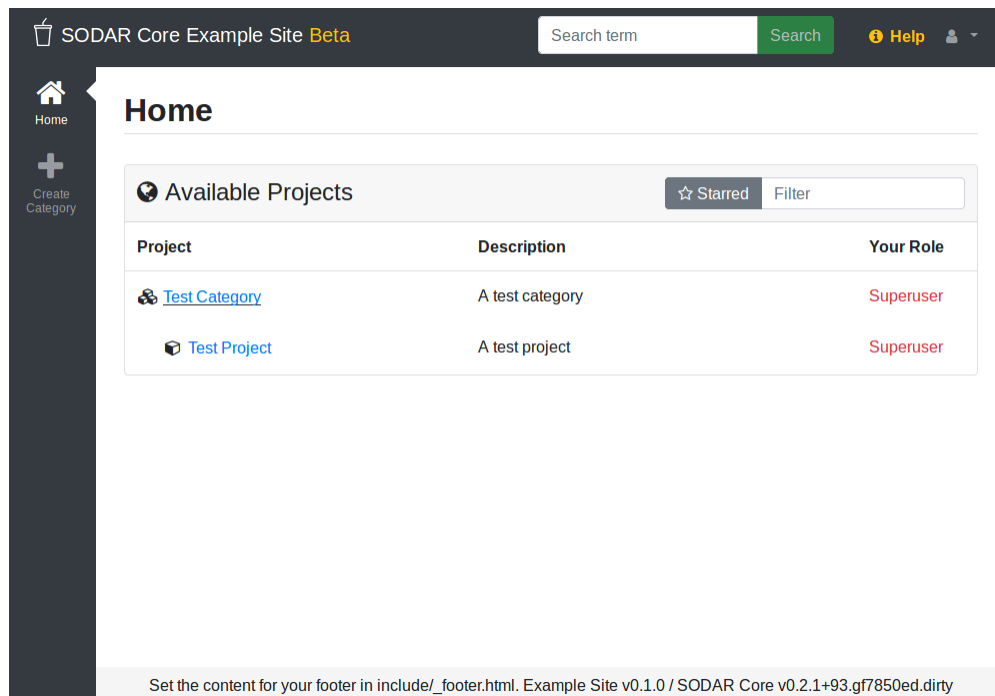 SODAR Core Example Site Beta
Search term
Search
Help
Home
Create
Category
Home
Available Projects
Starred
Filter
Project Description Your Role
Test Category A test category Superuser
Test Project A test project Superuser
Set the content for your footer in include/_footer.html. Example Site v0.1.0 / SODAR Core v0.2.1+93.gf7850ed.dirty